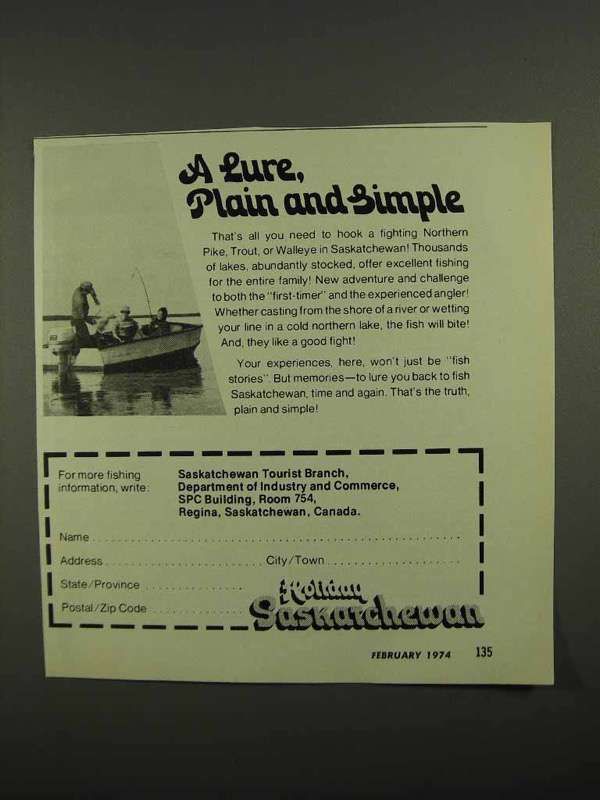 A Lure,
Plain and Simple
That's all you need to hook a fighting Northern
Pike, Trout, or Walleye in Saskatchewan! Thousands
of lakes, abundantly stocked, offer excellent fishing
for the entire family! New adventure and challenge
to both the "first-timer" and the experienced angler!
Whether casting from the shore of a river or wetting
your line in a cold northern lake, the fish will bite!
And, they like a good fight!
Your experiences, here, won't just be "fish
stories". But memories—to lure you back to fish
Saskatchewan, time and again. That's the truth,
plain and simple!
For more fishing
information, write:
Saskatchewan Tourist Branch,
Department of Industry and Commerce,
SPC Building, Room 754,
Regina, Saskatchewan, Canada.
Name
Address City/Town
State/Province
Postal/Zip Code
Holiday
Saskatchewan
FEBRUARY 1974 135